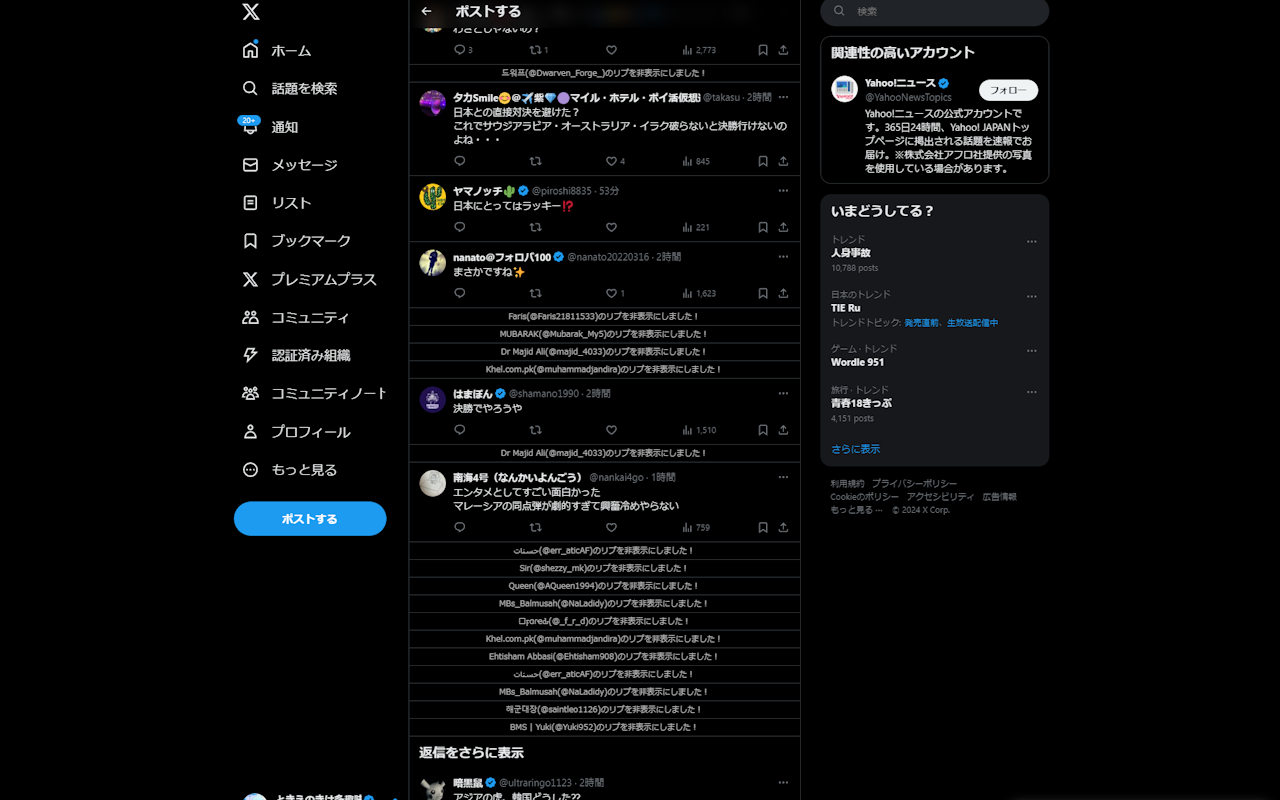 ホーム
話題を検索
20+
通知
メッセージ
リスト
ブックマーク
プレミアムプラス
コミュニティ
認証済み組織
コミュニティノート
プロフィール
もっと見る
ポストする
ポストする
わざとじゃないの？
3 1 2,773
드워프(@Dwarven_Forge_)のリプを非表示にしました！
タカSmile😊@✈️紫💎🟣マイル・ホテル・ポイ活仮想通 @takasu · 2時間
日本との直接対決を避けた？
これでサウジアラビア・オーストラリア・イラク破らないと決勝行けないの
よね・・・
4 845
ヤマノッチ🌵 @piroshi8835 · 53分
日本にとってはラッキー⁉️
221
nanato@フォロバ100 @nanato20220316 · 2時間
まさかですね✨
1 1,623
Faris(@Faris21811533)のリプを非表示にしました！
MUBARAK(@Mubarak_My5)のリプを非表示にしました！
Dr Majid Ali(@majid_4033)のリプを非表示にしました！
Khel.com.pk(@muhammadjandira)のリプを非表示にしました！
はまぽん @shamano1990 · 2時間
決勝でやろうや
1,510
Dr Majid Ali(@majid_4033)のリプを非表示にしました！
南海4号（なんかいよんごう） @nankai4go · 1時間
エンタメとしてすごい面白かった
マレーシアの同点弾が劇的すぎて興奮冷めやらない
759
حسنات(@err_aticAF)のリプを非表示にしました！
Sir(@shezzy_mk)のリプを非表示にしました！
Queen(@AQueen1994)のリプを非表示にしました！
MBs_Balmusah(@NaLadidy)のリプを非表示にしました！
(@_f_r_d)のリプを非表示にしました！
Khel.com.pk(@muhammadjandira)のリプを非表示にしました！
Ehtisham Abbasi(@Ehtisham908)のリプを非表示にしました！
حسنات(@err_aticAF)のリプを非表示にしました！
MBs_Balmusah(@NaLadidy)のリプを非表示にしました！
해군대장(@saintleo1126)のリプを非表示にしました！
BMS | Yuki(@Yuki952)のリプを非表示にしました！
返信をさらに表示
暗黒鼠 @ultraringo1123 · 2時間
アジアの虎、韓国どうした??
検索
関連性の高いアカウント
Yahoo!ニュース
@YahooNewsTopics
フォロー
Yahoo!ニュースの公式アカウントで
す。365日24時間、Yahoo! JAPANトッ
プページに掲出される話題を速報でお
届け。※株式会社アフロ社提供の写真
を使用している場合があります。
いまどうしてる？
トレンド
人身事故
10,788 posts
日本のトレンド
TIE Ru
トレンドトピック: 発売直前、生放送配信中
ゲーム · トレンド
Wordle 951
旅行 · トレンド
青春18きっぷ
4,151 posts
さらに表示
利用規約 プライバシーポリシー
Cookieのポリシー アクセシビリティ 広告情報
もっと見る ··· © 2024 X Corp.